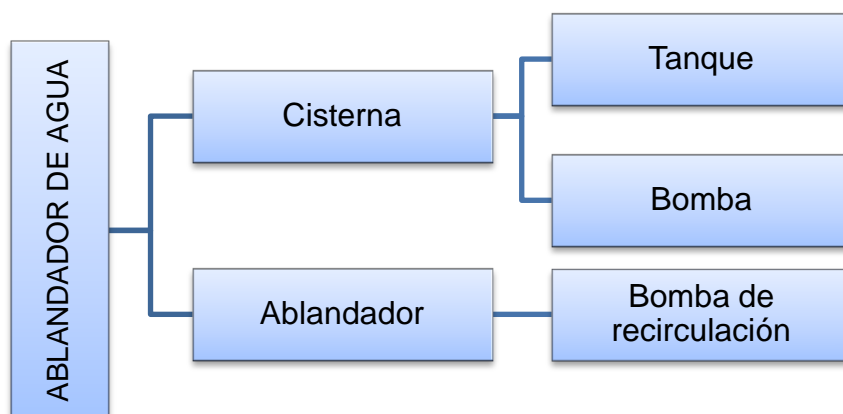 ABLANDADOR DE AGUA
Cisterna
Tanque
Bomba
Ablandador
Bomba de
recirculación